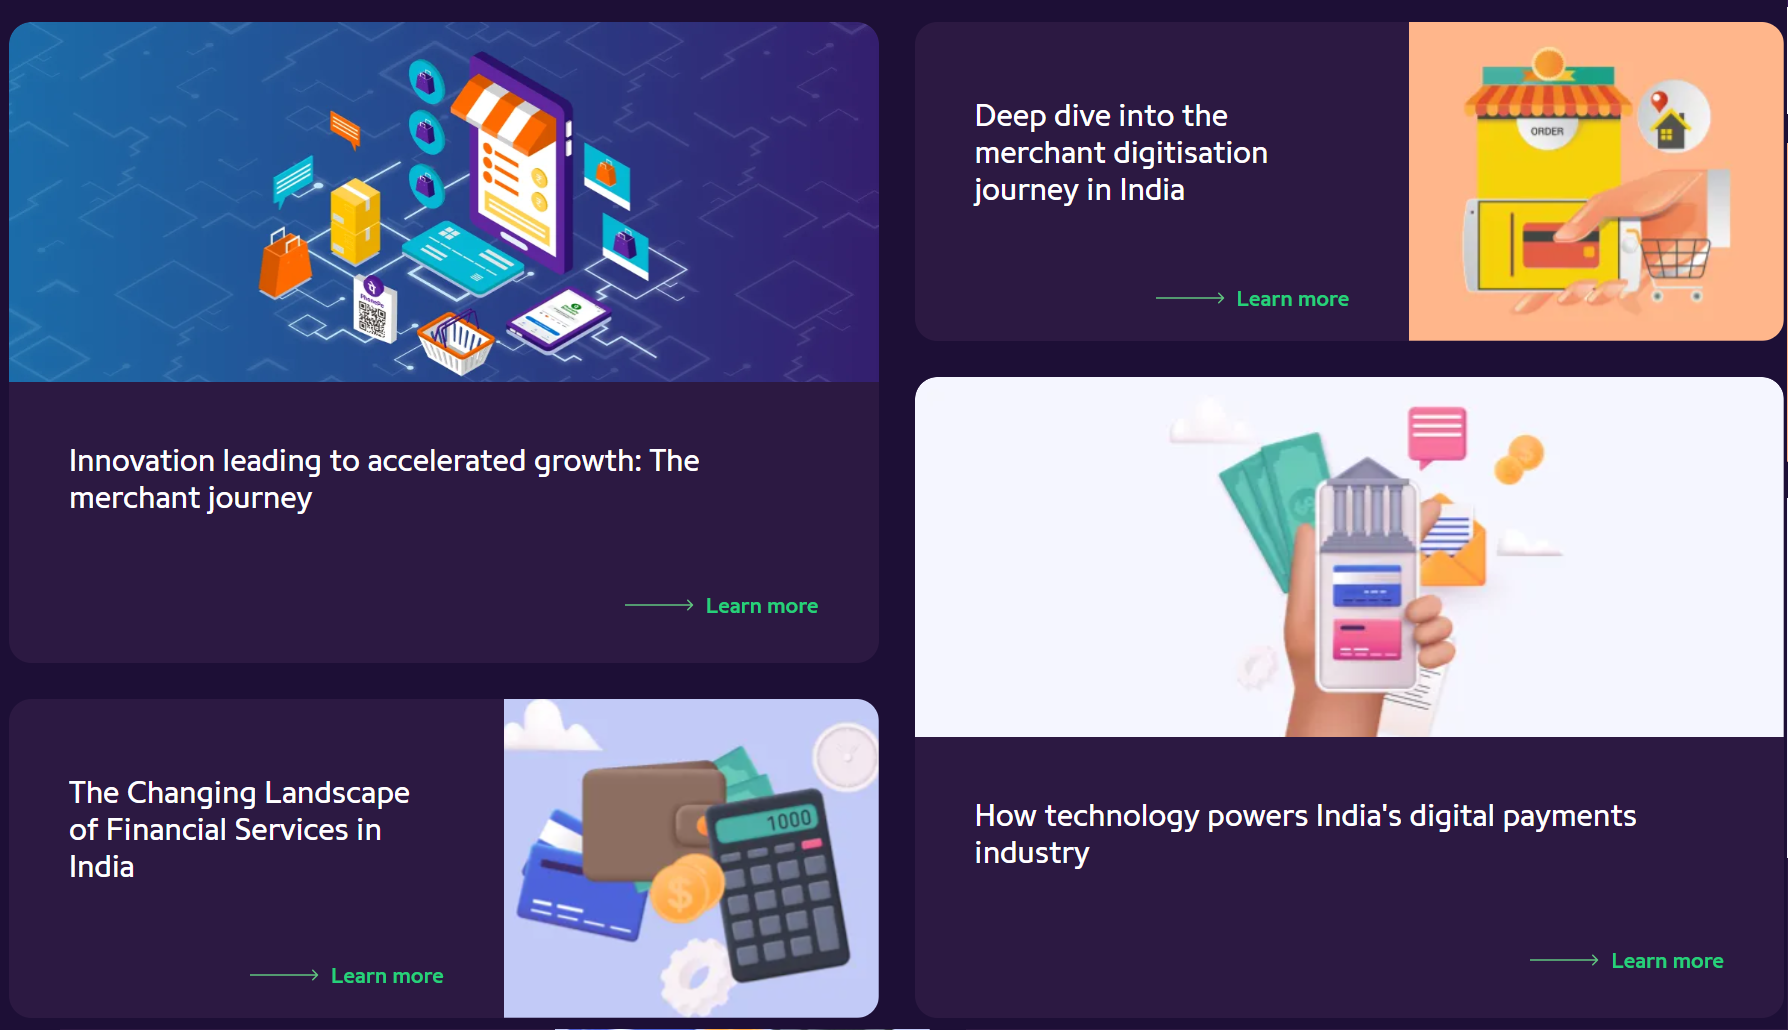 PhonePe
Innovation leading to accelerated growth: The
merchant journey
Learn more
Deep dive into the
merchant digitisation
journey in India
Learn more
ORDER
The Changing Landscape
of Financial Services in
India
Learn more
1000
$
How technology powers India's digital payments
industry
Learn more